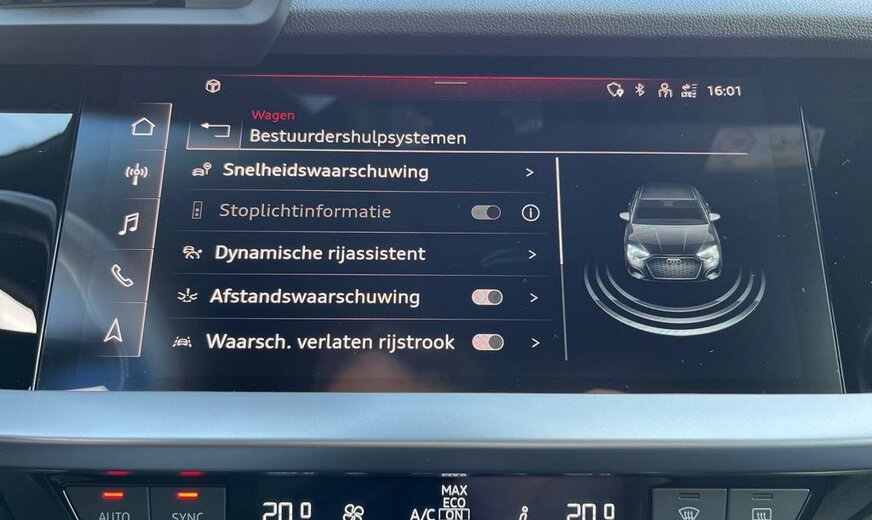 16:01
Wagen
Bestuurdershulpsystemen
Snelheidswaarschuwing
Stoplichtinformatie
Dynamische rijassistent
Afstandswaarschuwing
Waarsch. verlaten rijstrook
AUTO
SYNC
20.0
A/C
MAX
ECO
ON
20.0